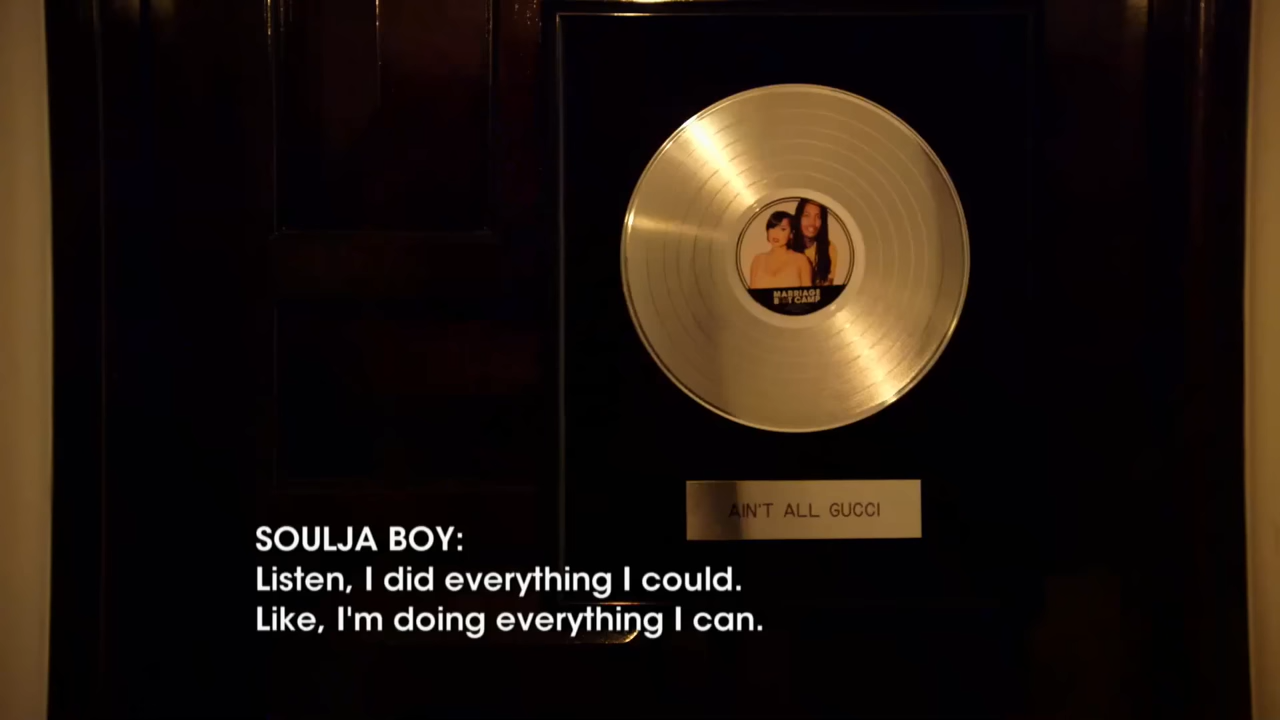 MARRIAGE
BOOT CAMP
AIN'T ALL GUCCI
SOULJA BOY:
Listen, I did everything I could.
Like, I'm doing everything I can.